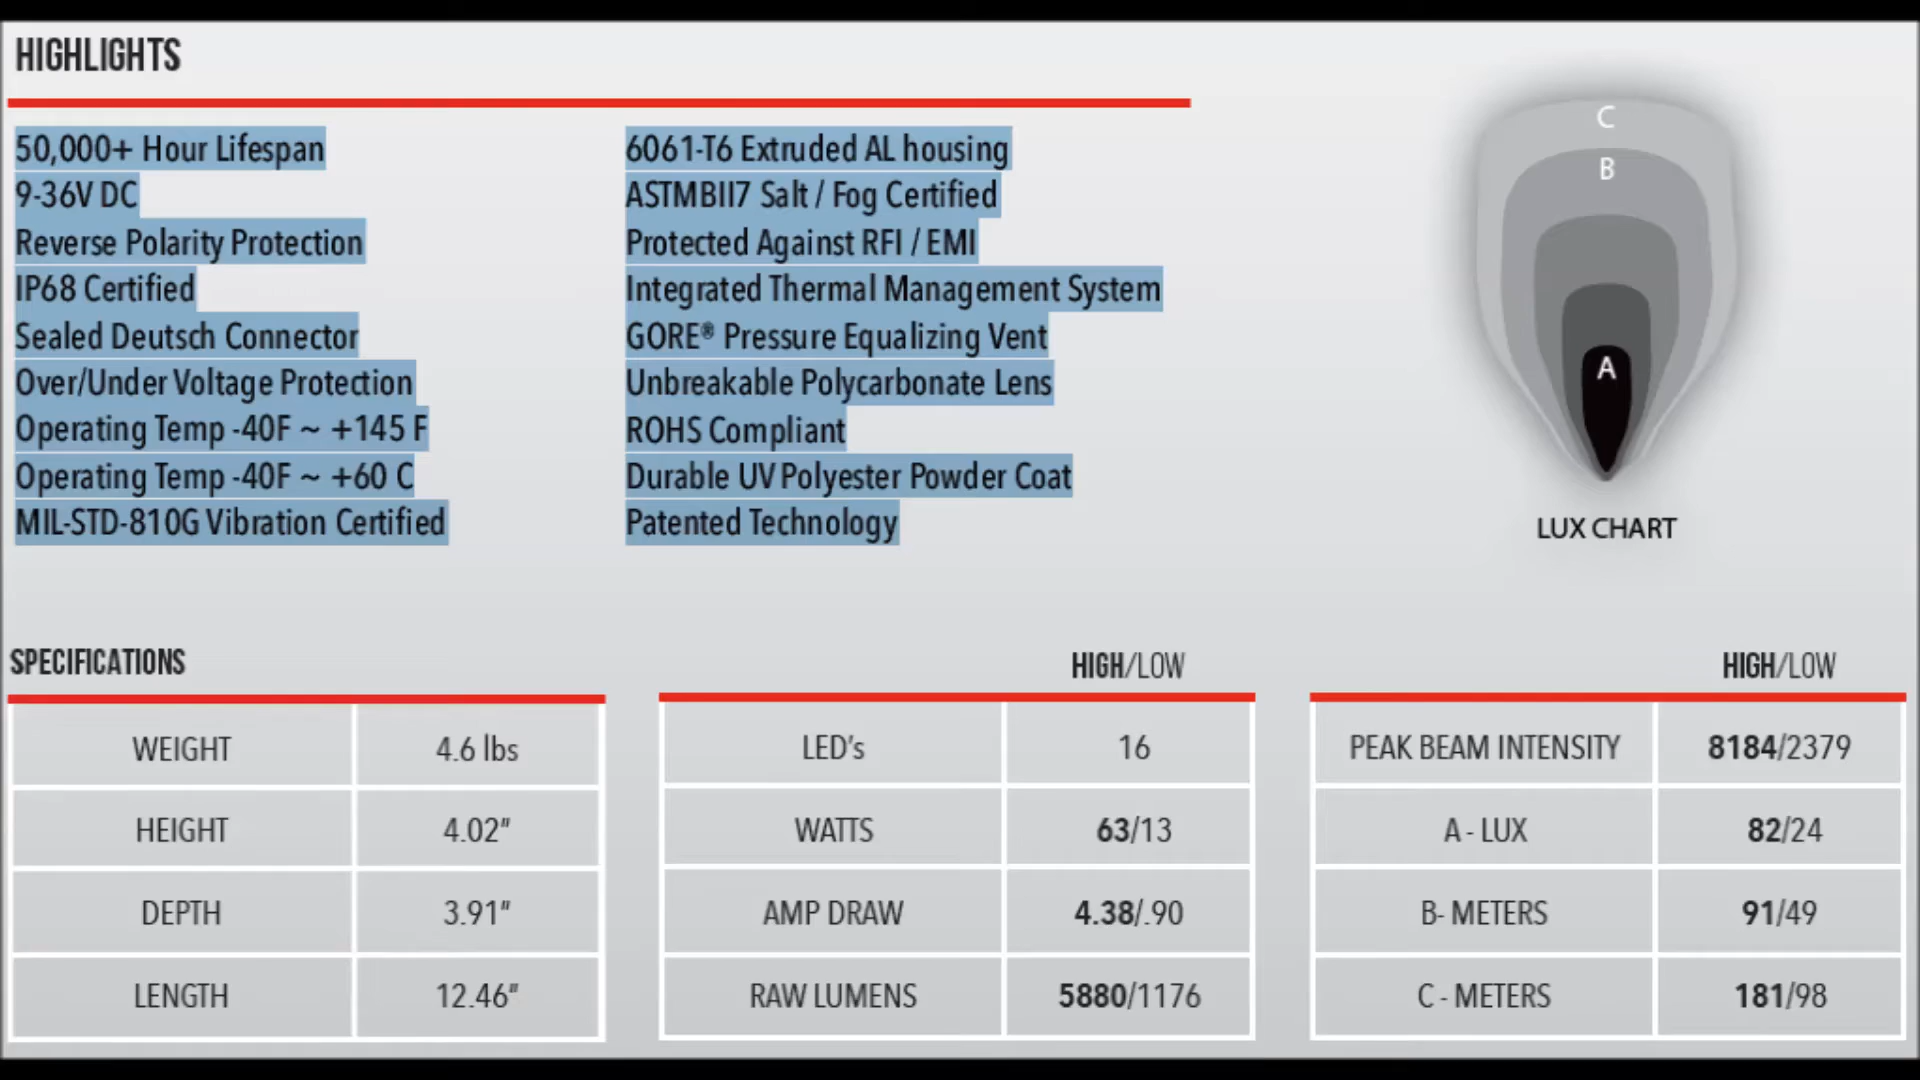 HIGHLIGHTS
50,000+ Hour Lifespan
9-36V DC
Reverse Polarity Protection
IP68 Certified
Sealed Deutsch Connector
Over/Under Voltage Protection
Operating Temp -40F ~ +145 F
Operating Temp -40F ~ +60 C
MIL-STD-810G Vibration Certified
6061-T6 Extruded AL housing
ASTMBII7 Salt / Fog Certified
Protected Against RFI / EMI
Integrated Thermal Management System
GORE® Pressure Equalizing Vent
Unbreakable Polycarbonate Lens
ROHS Compliant
Durable UV Polyester Powder Coat
Patented Technology
C
B
A
LUX CHART
SPECIFICATIONS
WEIGHT 4.6 lbs
HEIGHT 4.02"
DEPTH 3.91"
LENGTH 12.46"
HIGH/LOW
LED's 16
WATTS 63/13
AMP DRAW 4.38/.90
RAW LUMENS 5880/1176
HIGH/LOW
PEAK BEAM INTENSITY 8184/2379
A - LUX 82/24
B- METERS 91/49
C - METERS 181/98